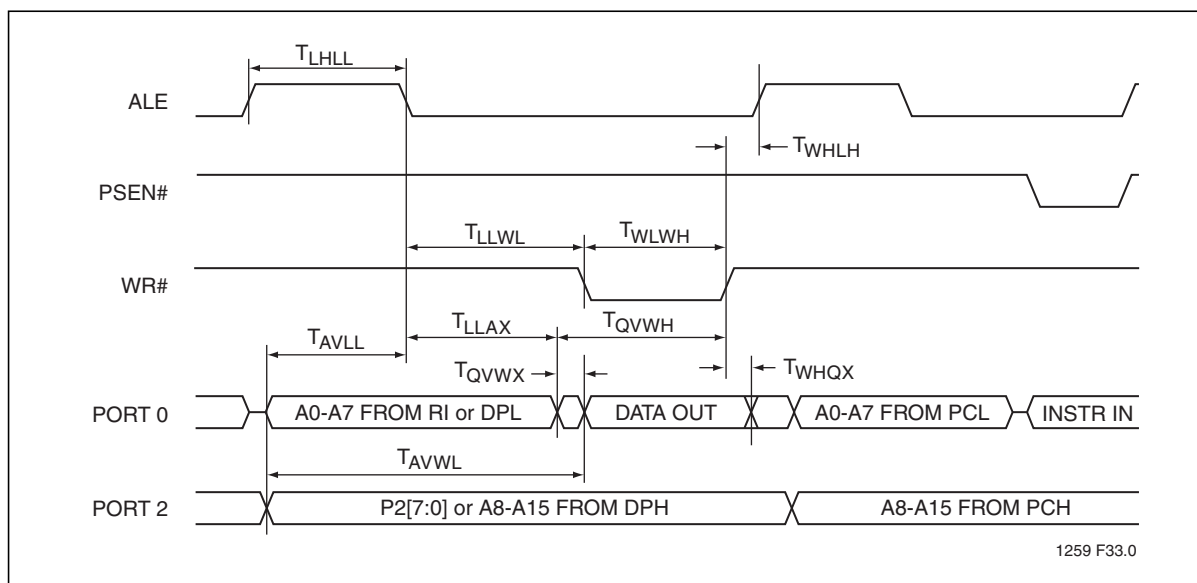 TLHLL
ALE
TWHLH
PSEN#
TLLWL
TWLWH
WR#
TLLAX
TQVWH
TAVLL
TQVWX
TWHQX
PORT 0
A0-A7 FROM RI or DPL
DATA OUT
A0-A7 FROM PCL
INSTR IN
TAVWL
PORT 2
P2[7:0] or A8-A15 FROM DPH
A8-A15 FROM PCH
1259 F33.0